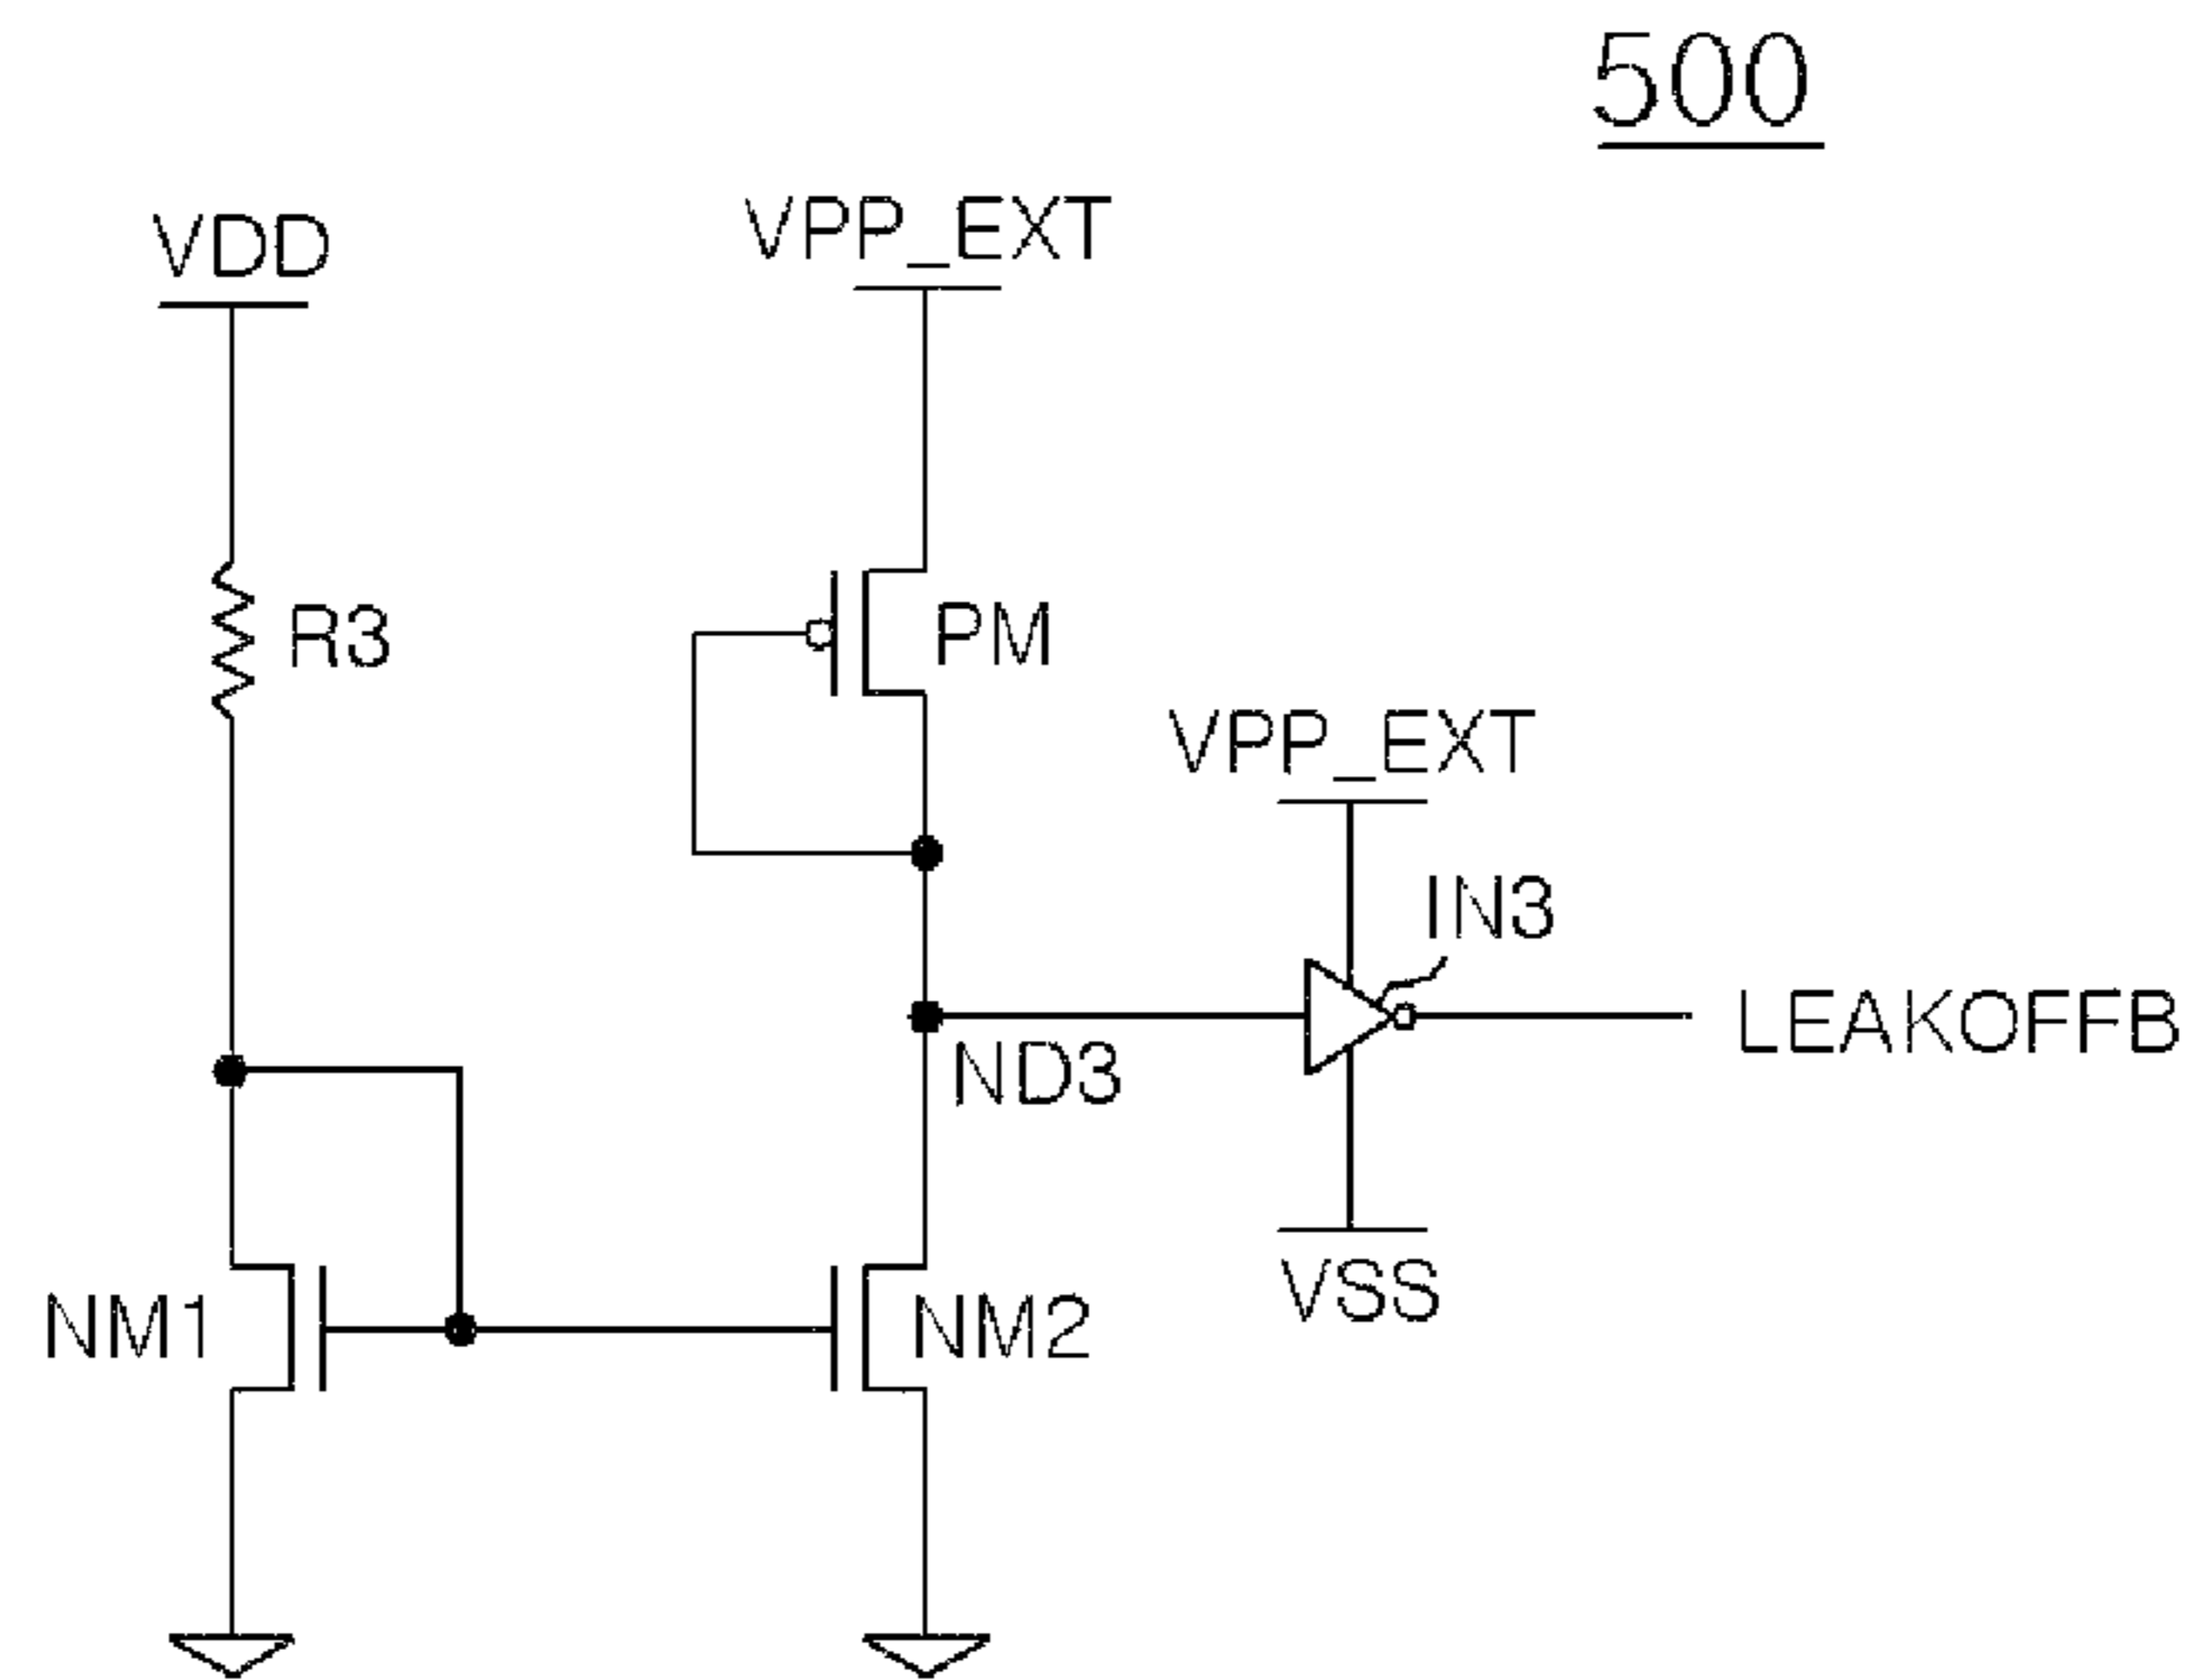 500
VDD
VPP_EXT
R3
PM
VPP_EXT
IN3
LEAKOFFB
ND3
NM1
NM2
VSS